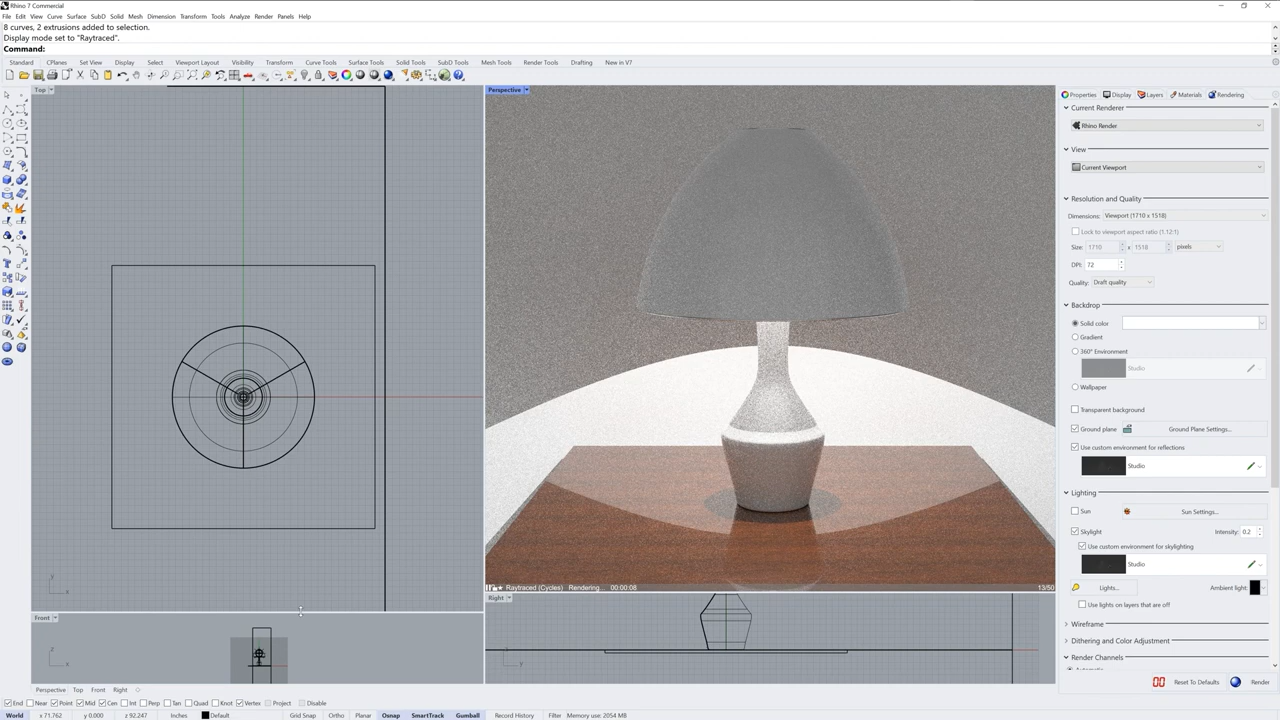 Rhino 7 Commercial
File Edit View Curve Surface SubD Solid Mesh Dimension Transform Tools Analyze Render Panels Help
8 curves, 2 extrusions added to selection.
Display mode set to "Raytraced".
Command:
Standard CPlanes Set View Display Select Viewport Layout Visibility Transform Curve Tools Surface Tools Solid Tools SubD Tools Mesh Tools Render Tools Drafting New in V7
Top
Perspective
Properties Display Layers Materials Rendering
Current Renderer
Rhino Render
View
Current Viewport
Resolution and Quality
Dimensions: Viewport (1710 x 1518)
Lock to viewport aspect ratio (1.12:1)
Size: 1710 x 1518 pixels
DPI: 72
Quality: Draft quality
Backdrop
Solid color
Gradient
360° Environment
Studio
Wallpaper
Transparent background
Ground plane Ground Plane Settings...
Use custom environment for reflections
Studio
Lighting
Sun Sun Settings...
Skylight Intensity: 0.2
Use custom environment for skylighting
Studio
Lights... Ambient light:
Use lights on layers that are off
Wireframe
Dithering and Color Adjustment
Render Channels
Reset To Defaults Render
Raytraced (Cycles) Rendering... 00:00:08 13/50
y
x
Front
z
x
Right
z
y
Perspective Top Front Right
End Near Point Mid Cen Int Perp Tan Quad Knot Vertex Project Disable
World x 71.762 y 0.000 z 92.247 Inches Default Grid Snap Ortho Planar Osnap SmartTrack Gumball Record History Filter Memory use: 2054 MB